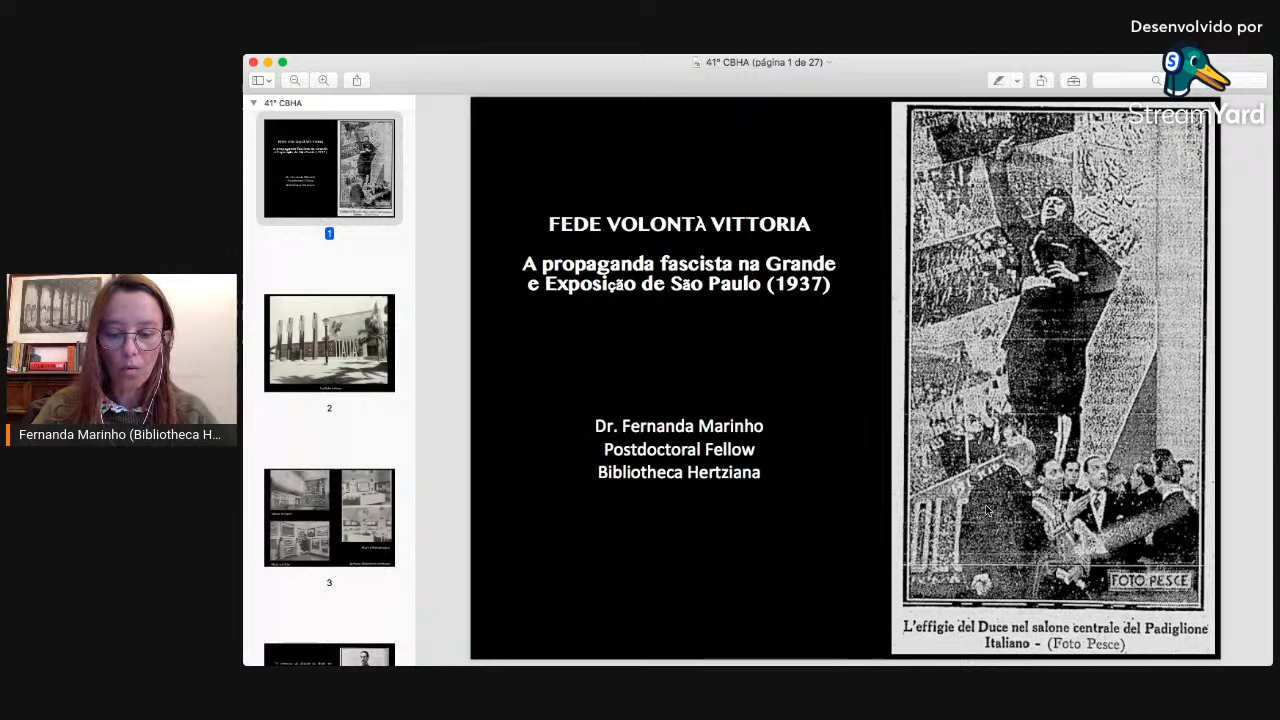 Desenvolvido por
StreamYard
41º CBHA (página 1 de 27)
41º CBHA
1
2
3
FEDE VOLONTÀ VITTORIA
A propaganda fascista na Grande
e Exposição de São Paulo (1937)
Dr. Fernanda Marinho
Postdoctoral Fellow
Bibliotheca Hertziana
FOTO PESCE
L'effigie del Duce nel salone centrale del Padiglione
Italiano - (Foto Pesce)
Fernanda Marinho (Bibliotheca H...